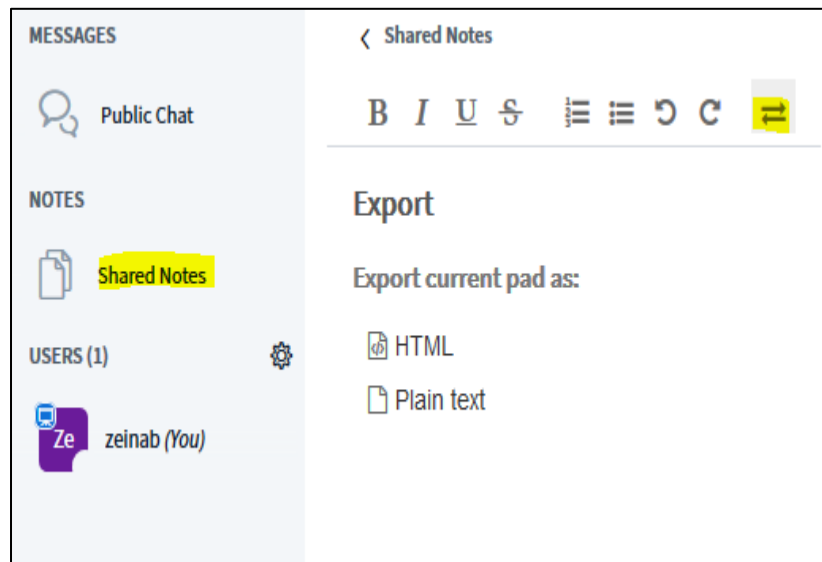 MESSAGES
Public Chat
NOTES
Shared Notes
USERS (1)
Ze
zeinab (You)
Shared Notes
B I U S
Export
Export current pad as:
HTML
Plain text